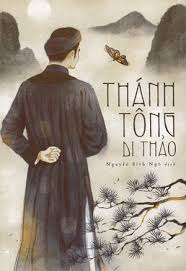 THÁNH
TÔNG
DI THẢO
Nguyễn Bích Ngô dịch